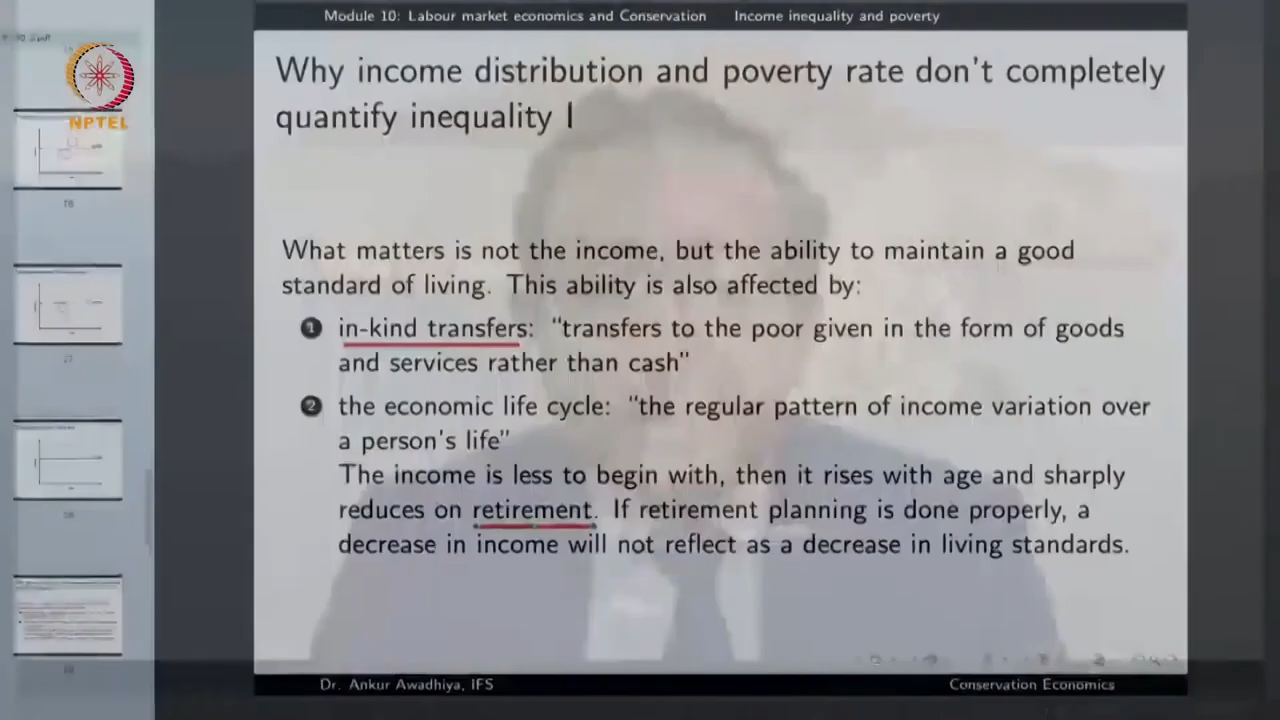 Module 10: Labour market economics and Conservation Income inequality and poverty
NPTEL
Why income distribution and poverty rate don't completely
quantify inequality I
What matters is not the income, but the ability to maintain a good
standard of living. This ability is also affected by:
1 in-kind transfers: "transfers to the poor given in the form of goods
and services rather than cash"
2 the economic life cycle: "the regular pattern of income variation over
a person's life"
The income is less to begin with, then it rises with age and sharply
reduces on retirement. If retirement planning is done properly, a
decrease in income will not reflect as a decrease in living standards.
Dr. Ankur Awadhiya, IFS Conservation Economics